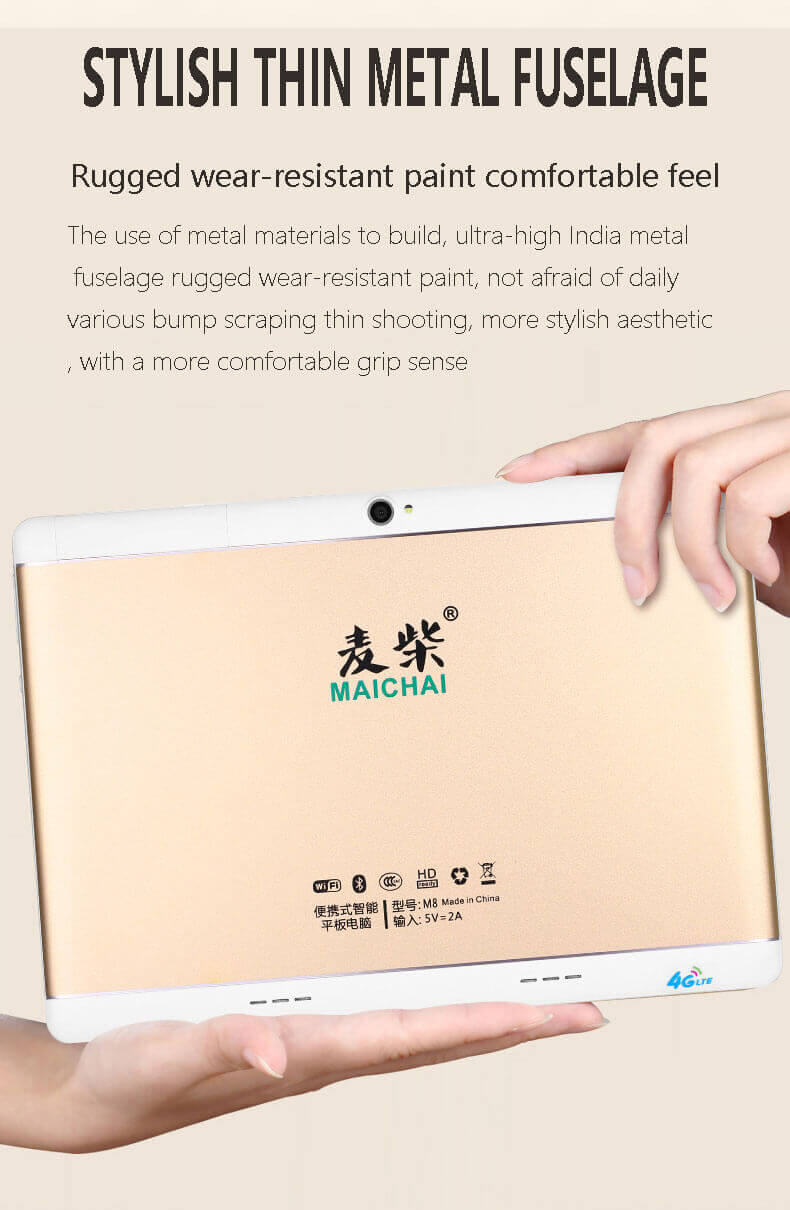 STYLISH THIN METAL FUSELAGE
Rugged wear-resistant paint comfortable feel
The use of metal materials to build, ultra-high India metal
fuselage rugged wear-resistant paint, not afraid of daily
various bump scraping thin shooting, more stylish aesthetic
, with a more comfortable grip sense
麦柴®
MAICHAI
WiFi CCC HD ready
便携式智能
平板电脑
型号: M8 Made in China
输入: 5V=2A
4G LTE